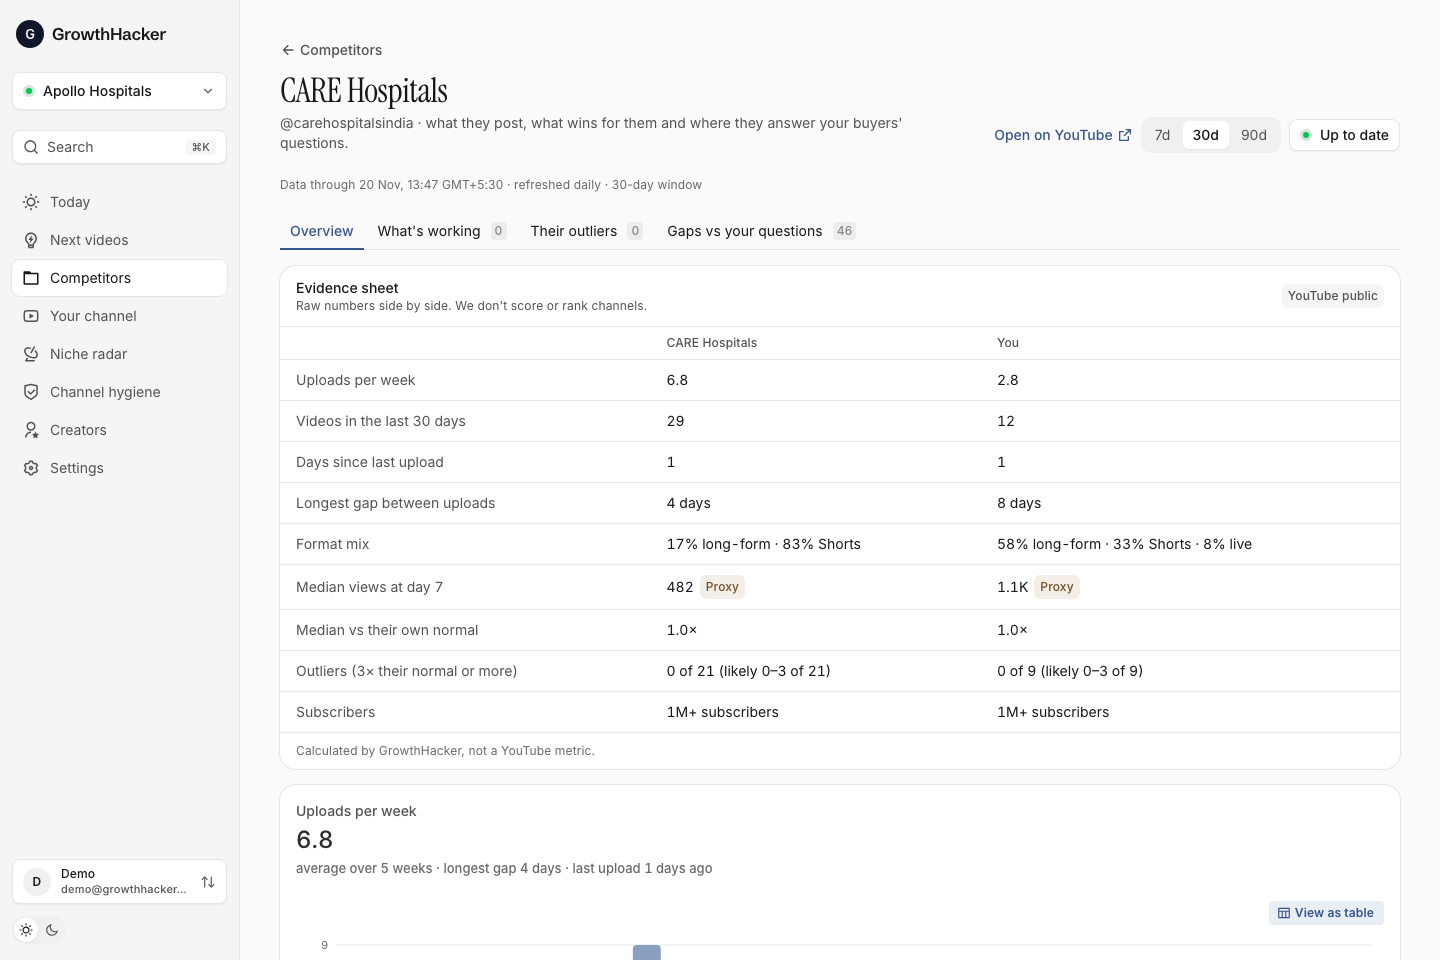 G GrowthHacker
Apollo Hospitals
Search ⌘K
Today
Next videos
Competitors
Your channel
Niche radar
Channel hygiene
Creators
Settings
D Demo
demo@growthhacker...
← Competitors
CARE Hospitals
@carehospitalsindia · what they post, what wins for them and where they answer your buyers'
questions.
Open on YouTube 7d 30d 90d Up to date
Data through 20 Nov, 13:47 GMT+5:30 · refreshed daily · 30-day window
Overview What's working 0 Their outliers 0 Gaps vs your questions 46
Evidence sheet
Raw numbers side by side. We don't score or rank channels.
YouTube public
CARE Hospitals You
Uploads per week 6.8 2.8
Videos in the last 30 days 29 12
Days since last upload 1 1
Longest gap between uploads 4 days 8 days
Format mix 17% long-form · 83% Shorts 58% long-form · 33% Shorts · 8% live
Median views at day 7 482 Proxy 1.1K Proxy
Median vs their own normal 1.0× 1.0×
Outliers (3× their normal or more) 0 of 21 (likely 0–3 of 21) 0 of 9 (likely 0–3 of 9)
Subscribers 1M+ subscribers 1M+ subscribers
Calculated by GrowthHacker, not a YouTube metric.
Uploads per week
6.8
average over 5 weeks · longest gap 4 days · last upload 1 days ago
View as table
9